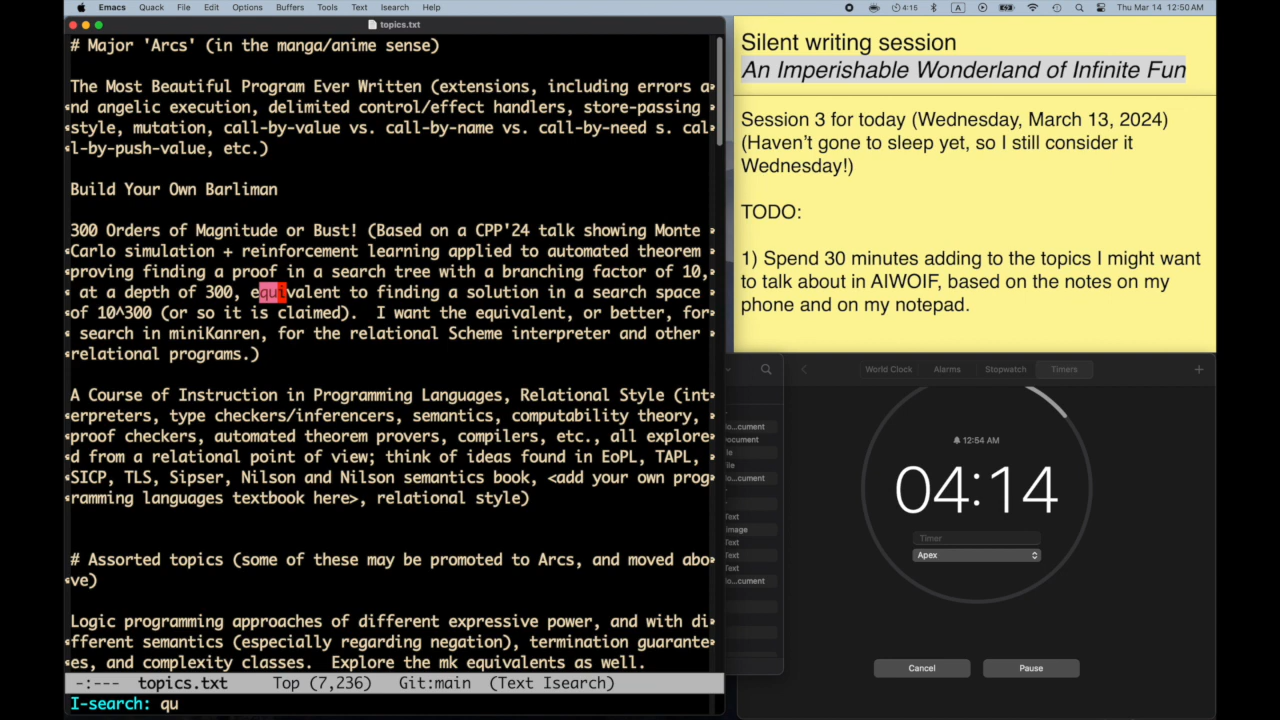 Emacs Quack File Edit Options Buffers Tools Text Isearch Help
4:15 A Thu Mar 14 12:50 AM
topics.txt
# Major 'Arcs' (in the manga/anime sense)
The Most Beautiful Program Ever Written (extensions, including errors a
nd angelic execution, delimited control/effect handlers, store-passing
style, mutation, call-by-value vs. call-by-name vs. call-by-need s. cal
l-by-push-value, etc.)
Build Your Own Barliman
300 Orders of Magnitude or Bust! (Based on a CPP'24 talk showing Monte
Carlo simulation + reinforcement learning applied to automated theorem
proving finding a proof in a search tree with a branching factor of 10,
at a depth of 300, equivalent to finding a solution in a search space
of 10^300 (or so it is claimed). I want the equivalent, or better, for
search in miniKanren, for the relational Scheme interpreter and other
relational programs.)
A Course of Instruction in Programming Languages, Relational Style (int
erpreters, type checkers/inferencers, semantics, computability theory,
proof checkers, automated theorem provers, compilers, etc., all explore
d from a relational point of view; think of ideas found in EoPL, TAPL,
SICP, TLS, Sipser, Nilson and Nilson semantics book, <add your own prog
ramming languages textbook here>, relational style)
# Assorted topics (some of these may be promoted to Arcs, and moved abo
ve)
Logic programming approaches of different expressive power, and with di
fferent semantics (especially regarding negation), termination guarante
es, and complexity classes. Explore the mk equivalents as well.
-:--- topics.txt Top (7,236) Git:main (Text Isearch)
I-search: qu
Silent writing session
An Imperishable Wonderland of Infinite Fun
Session 3 for today (Wednesday, March 13, 2024)
(Haven't gone to sleep yet, so I still consider it
Wednesday!)
TODO:
1) Spend 30 minutes adding to the topics I might want
to talk about in AIWOIF, based on the notes on my
phone and on my notepad.
World Clock Alarms Stopwatch Timers
12:54 AM
04:14
Timer
Apex
Cancel Pause
lo...cument
Document
file
lo...cument
Text
Image
Text
Text
Text
lo...cument